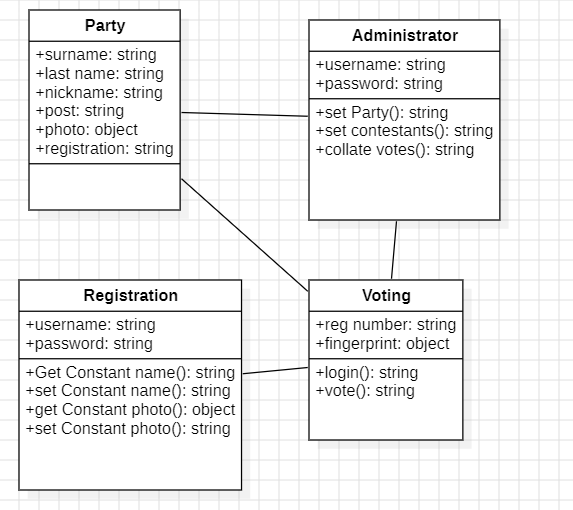 Party
+surname: string
+last name: string
+nickname: string
+post: string
+photo: object
+registration: string
Administrator
+username: string
+password: string
+set Party(): string
+set contestants(): string
+collate votes(): string
Registration
+username: string
+password: string
+Get Constant name(): string
+set Constant name(): string
+get Constant photo(): object
+set Constant photo(): string
Voting
+reg number: string
+fingerprint: object
+login(): string
+vote(): string